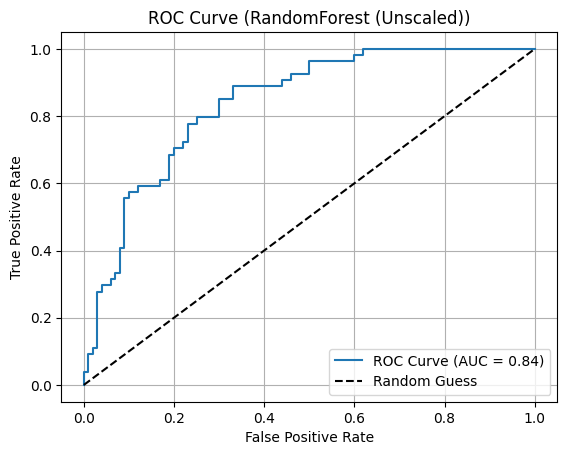 ROC Curve (RandomForest (Unscaled))
True Positive Rate
1.0
0.8
0.6
0.4
0.2
0.0
ROC Curve (AUC = 0.84)
Random Guess
0.0 0.2 0.4 0.6 0.8 1.0
False Positive Rate